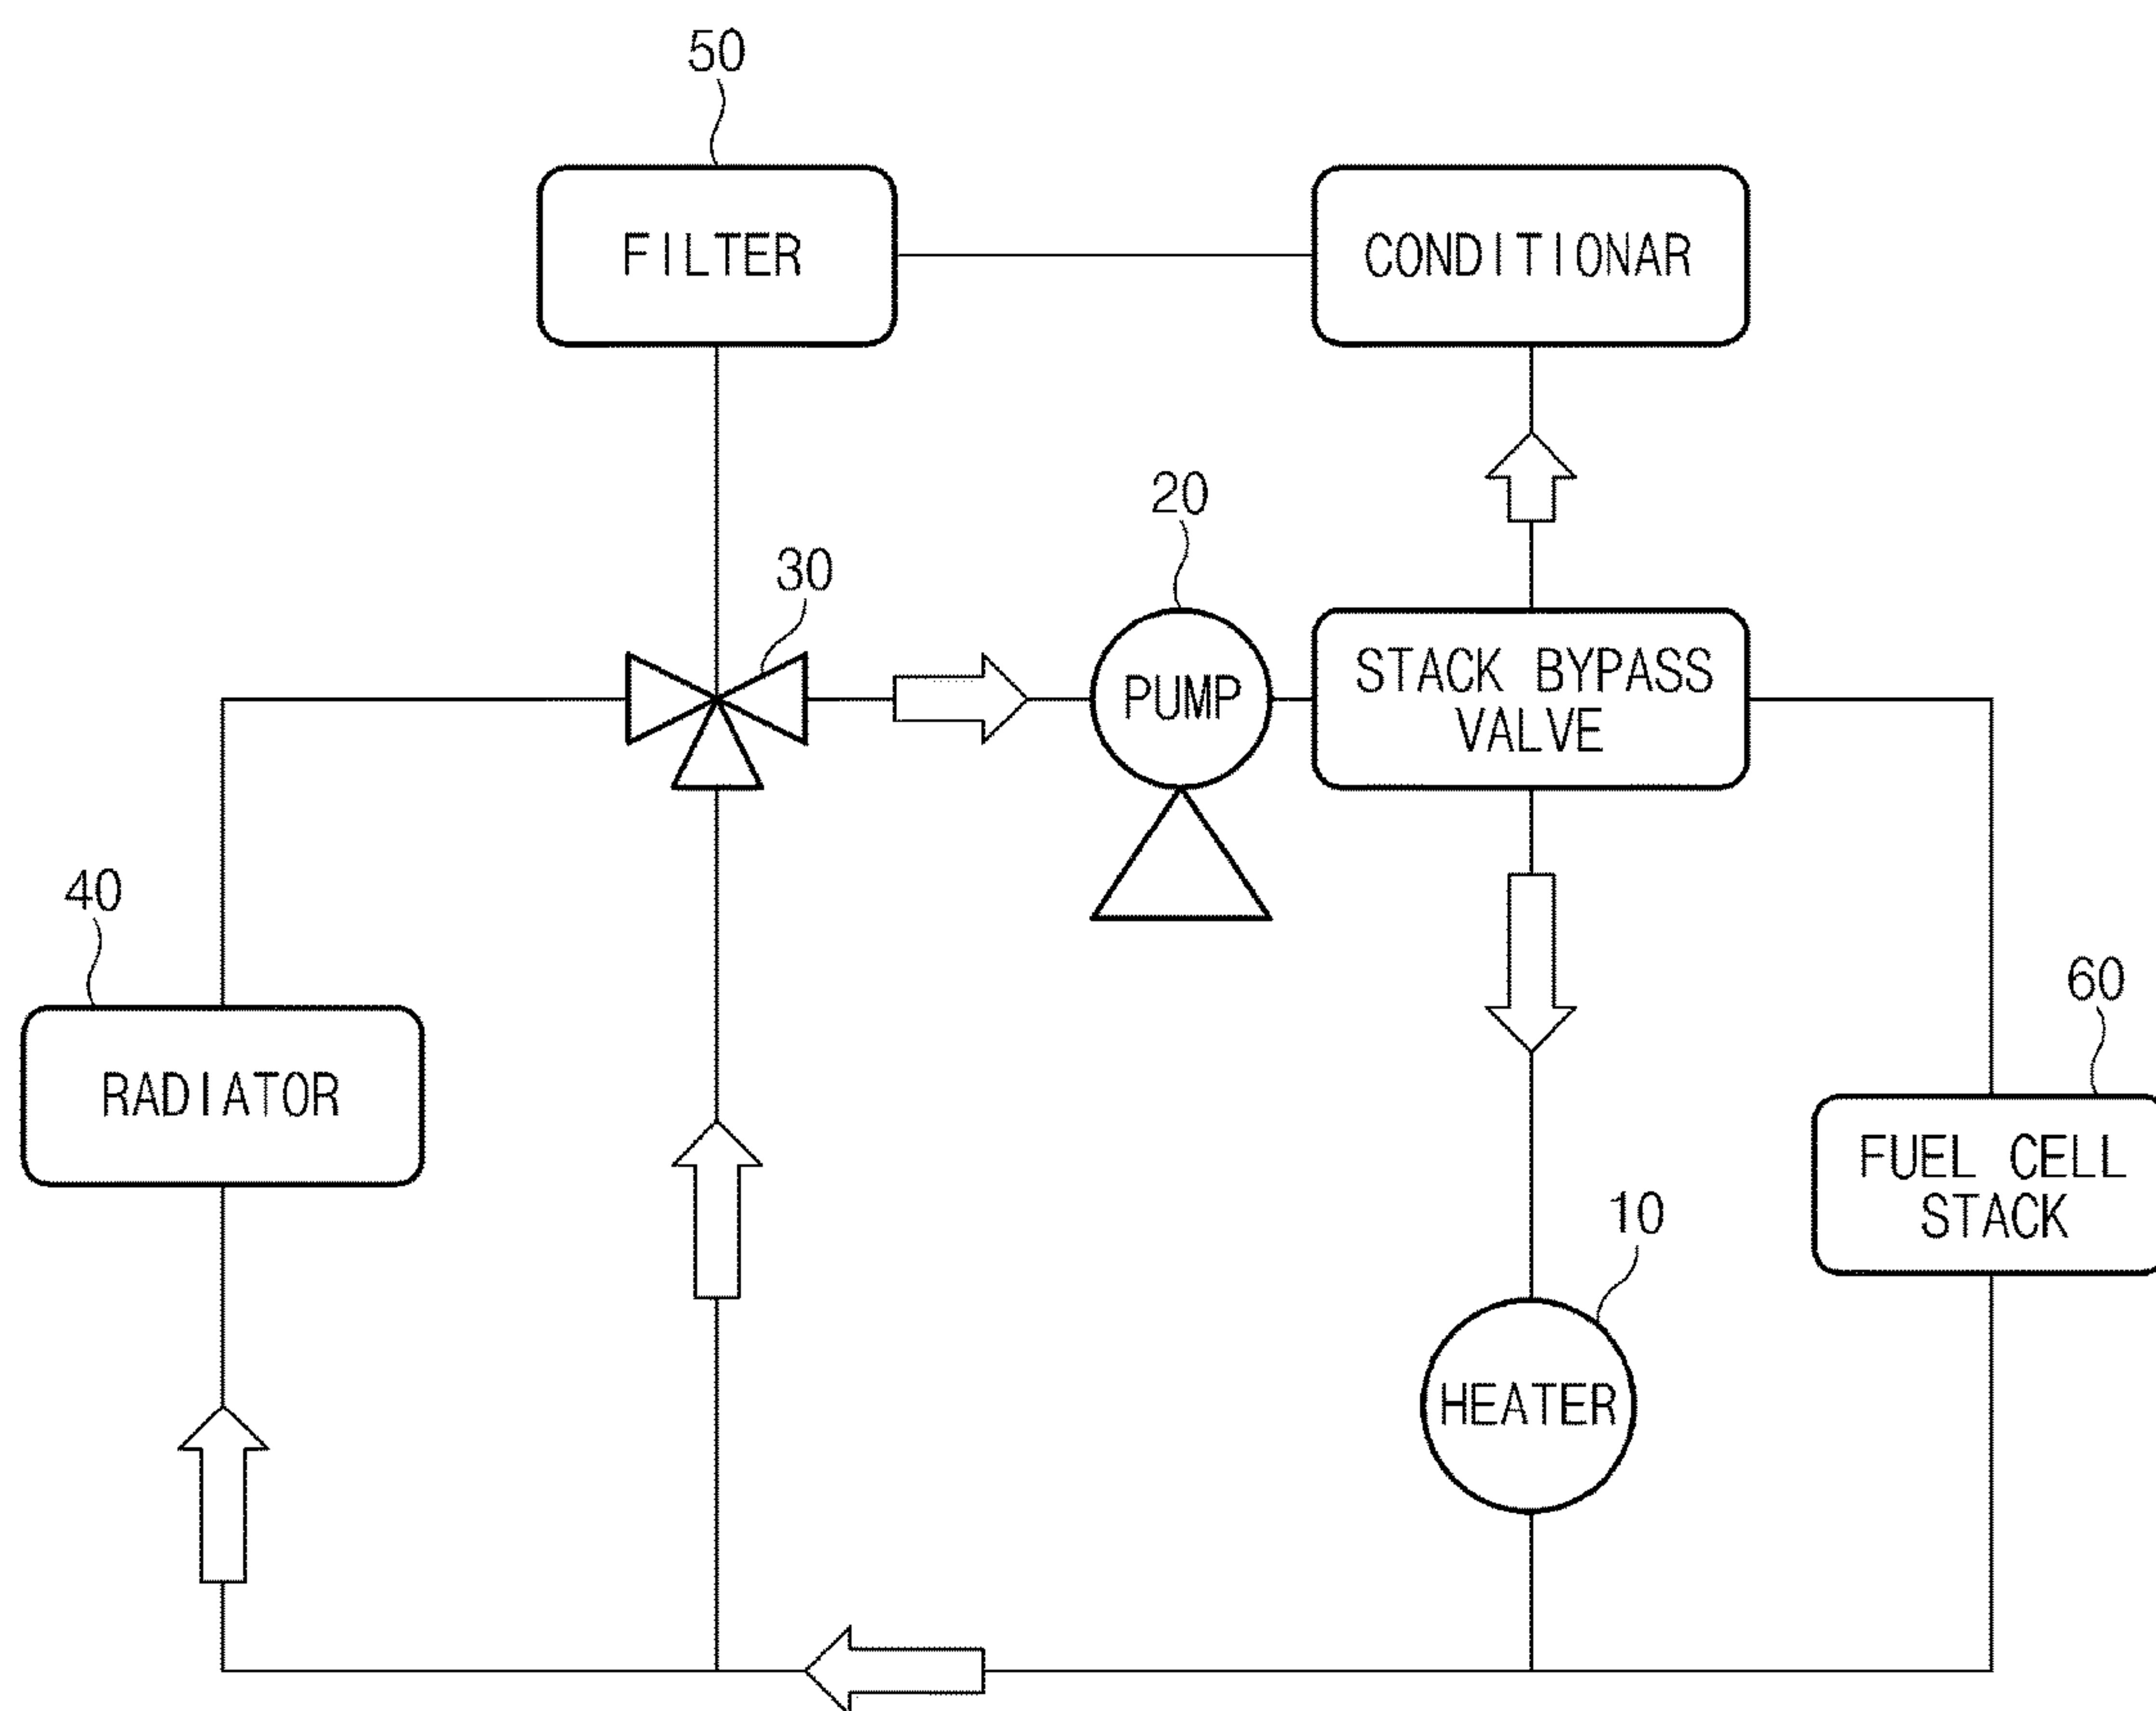 50
FILTER
CONDITIONAR
20
30
PUMP
STACK BYPASS
VALVE
40
RADIATOR
60
FUEL CELL
STACK
10
HEATER